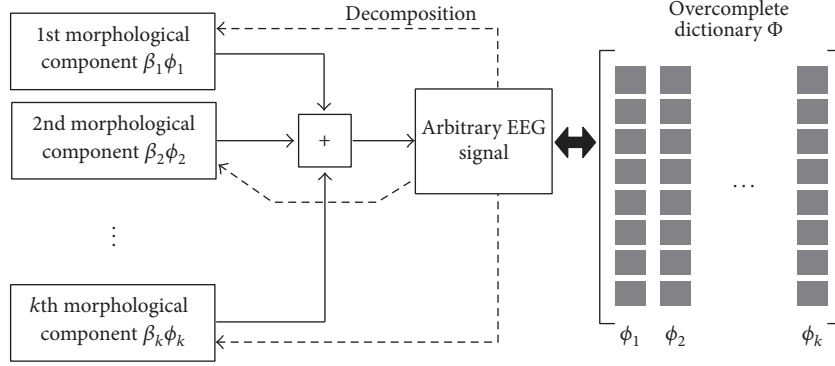 Decomposition
1st morphological
component β₁ϕ₁
2nd morphological
component β₂ϕ₂
⋮
kth morphological
component βₖϕₖ
+
Arbitrary EEG
signal
Overcomplete
dictionary Φ
⋯
ϕ₁ ϕ₂ ϕₖ